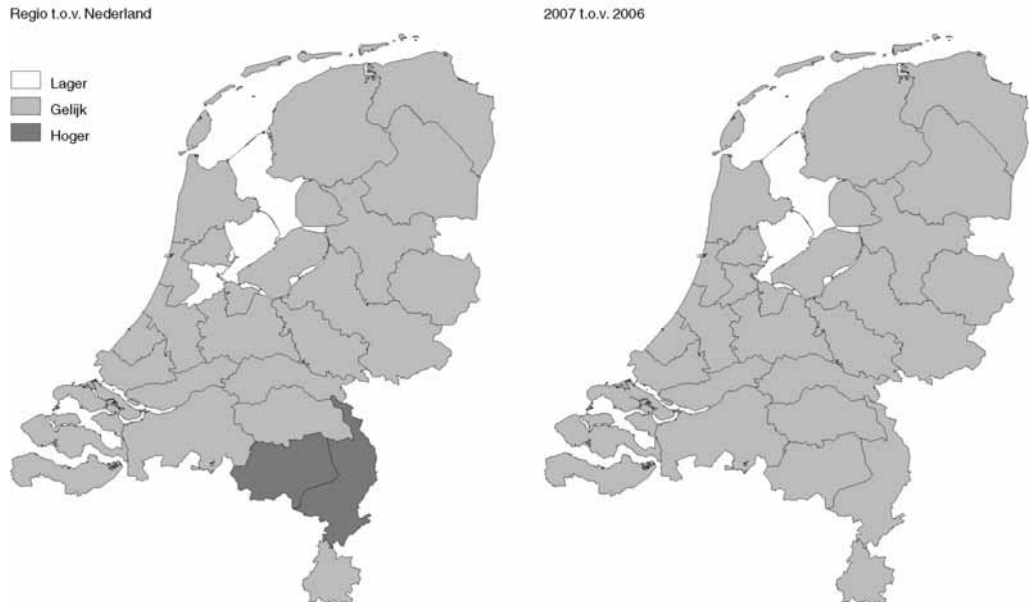 Regio t.o.v. Nederland
2007 t.o.v. 2006
Lager
Gelijk
Hoger